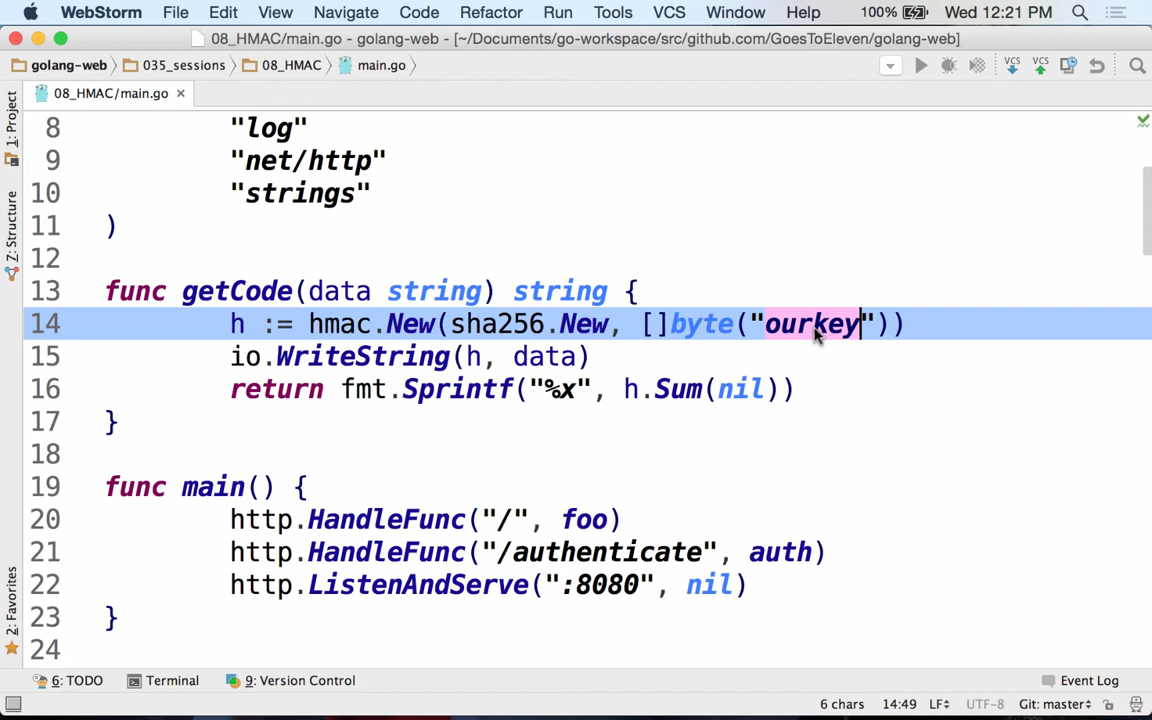 WebStorm File Edit View Navigate Code Refactor Run Tools VCS Window Help 100% Wed 12:21 PM
08_HMAC/main.go - golang-web - [~/Documents/go-workspace/src/github.com/GoesToEleven/golang-web]
golang-web 035_sessions 08_HMAC main.go VCS VCS
08_HMAC/main.go ×
1: Project
7: Structure
2: Favorites
8 "log"
9 "net/http"
10 "strings"
11 )
12
13 func getCode(data string) string {
14 h := hmac.New(sha256.New, []byte("ourkey"))
15 io.WriteString(h, data)
16 return fmt.Sprintf("%x", h.Sum(nil))
17 }
18
19 func main() {
20 http.HandleFunc("/", foo)
21 http.HandleFunc("/authenticate", auth)
22 http.ListenAndServe(":8080", nil)
23 }
24
6: TODO Terminal 9: Version Control Event Log
6 chars 14:49 LF÷ UTF-8 Git: master÷